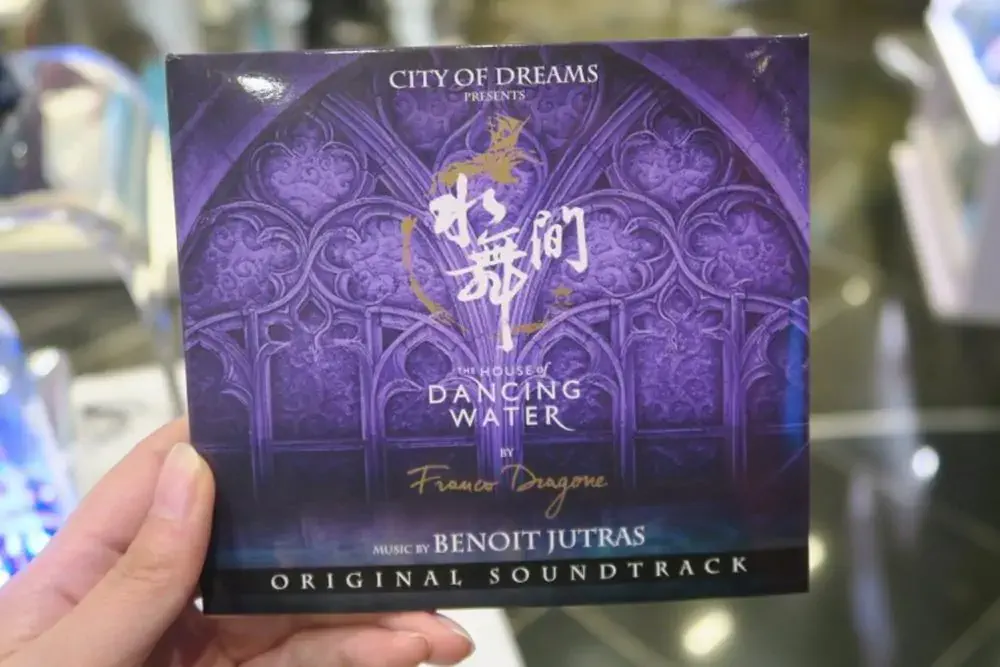 CITY OF DREAMS
PRESENTS
水舞間
THE HOUSE of
DANCING
WATER
BY
Franco Dragone
MUSIC BY BENOIT JUTRAS
ORIGINAL SOUNDTRACK